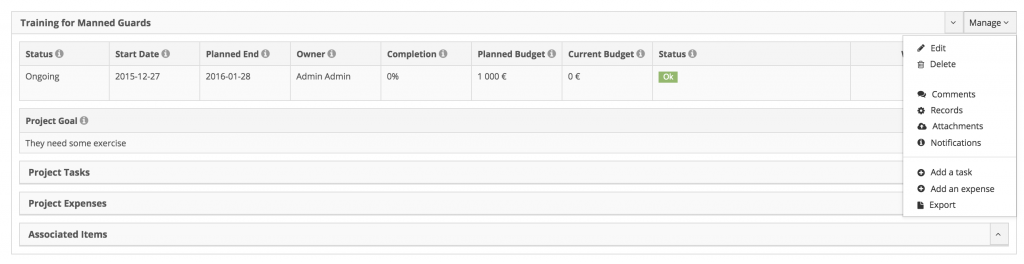 Training for Manned Guards
Manage
Status Start Date Planned End Owner Completion Planned Budget Current Budget Status
Ongoing 2015-12-27 2016-01-28 Admin Admin 0% 1 000 € 0 € Ok
Project Goal
They need some exercise
Project Tasks
Project Expenses
Associated Items
Edit
Delete
Comments
Records
Attachments
Notifications
Add a task
Add an expense
Export